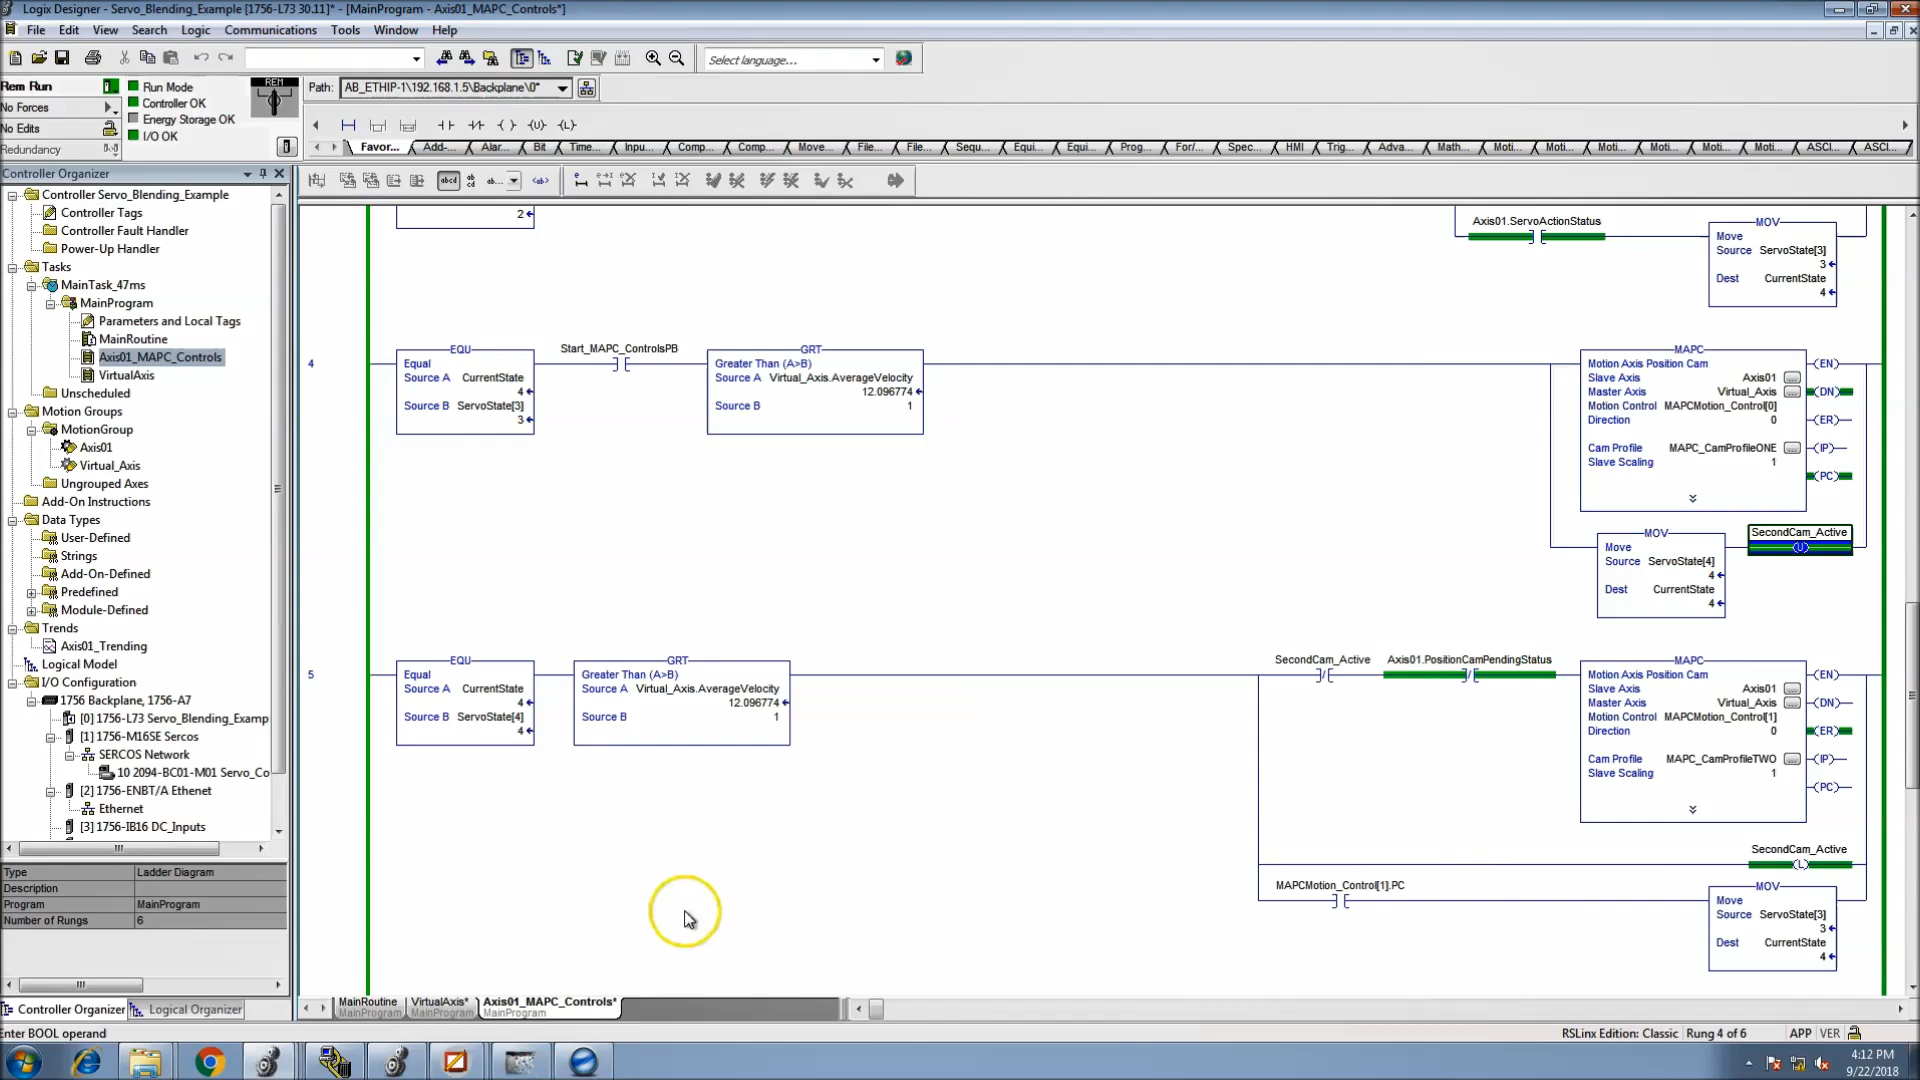 Logix Designer - Servo_Blending_Example [1756-L73 30.11]* - [MainProgram - Axis01_MAPC_Controls*]
File Edit View Search Logic Communications Tools Window Help
Select language...
Rem Run
No Forces
No Edits
Redundancy
Run Mode
Controller OK
Energy Storage OK
I/O OK
REM
Path: AB_ETHIP-1\192.168.1.5\Backplane\0*
Favor... Add-... Alar... Bit Time... Inpu... Comp... Comp... Move... File... File... Sequ... Equi... Equi... Prog... For/... Spec... HMI Trig... Adva... Math... Moti... Moti... Moti... Moti... Moti... Moti... ASCI... ASCI...
Controller Organizer
Controller Servo_Blending_Example
Controller Tags
Controller Fault Handler
Power-Up Handler
Tasks
MainTask_47ms
MainProgram
Parameters and Local Tags
MainRoutine
Axis01_MAPC_Controls
VirtualAxis
Unscheduled
Motion Groups
MotionGroup
Axis01
Virtual_Axis
Ungrouped Axes
Add-On Instructions
Data Types
User-Defined
Strings
Add-On-Defined
Predefined
Module-Defined
Trends
Axis01_Trending
Logical Model
I/O Configuration
1756 Backplane, 1756-A7
[0] 1756-L73 Servo_Blending_Examp
[1] 1756-M16SE Sercos
SERCOS Network
10 2094-BC01-M01 Servo_Co
[2] 1756-ENBT/A Ethenet
Ethernet
[3] 1756-IB16 DC_Inputs
Type Ladder Diagram
Description
Program MainProgram
Number of Rungs 6
Controller Organizer Logical Organizer
2
Axis01.ServoActionStatus
MOV
Move
Source ServoState[3]
3
Dest CurrentState
4
4
EQU
Equal
Source A CurrentState
4
Source B ServoState[3]
3
Start_MAPC_ControlsPB
GRT
Greater Than (A>B)
Source A Virtual_Axis.AverageVelocity
12.096774
Source B 1
MAPC
Motion Axis Position Cam (EN)
Slave Axis Axis01
Master Axis Virtual_Axis (DN)
Motion Control MAPCMotion_Control[0]
Direction 0 (ER)
Cam Profile MAPC_CamProfileONE (IP)
Slave Scaling 1
(PC)
MOV
Move
Source ServoState[4]
4
Dest CurrentState
4
SecondCam_Active
(U)
5
EQU
Equal
Source A CurrentState
4
Source B ServoState[4]
4
GRT
Greater Than (A>B)
Source A Virtual_Axis.AverageVelocity
12.096774
Source B 1
SecondCam_Active
Axis01.PositionCamPendingStatus
MAPC
Motion Axis Position Cam (EN)
Slave Axis Axis01
Master Axis Virtual_Axis (DN)
Motion Control MAPCMotion_Control[1]
Direction 0 (ER)
Cam Profile MAPC_CamProfileTWO (IP)
Slave Scaling 1
(PC)
SecondCam_Active
(L)
MAPCMotion_Control[1].PC
MOV
Move
Source ServoState[3]
3
Dest CurrentState
4
MainRoutine
MainProgram
VirtualAxis*
MainProgram
Axis01_MAPC_Controls*
MainProgram
Enter BOOL operand
RSLinx Edition: Classic Rung 4 of 6 APP VER
4:12 PM
9/22/2018